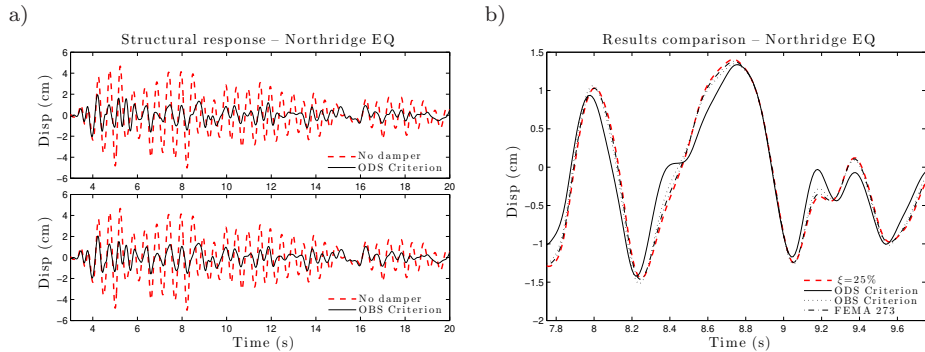 a)
Structural response – Northridge EQ
6
4
2
0
−2
−4
−6
Disp (cm)
No damper
ODS Criterion
4 6 8 10 12 14 16 18 20
6
4
2
0
−2
−4
−6
Disp (cm)
No damper
OBS Criterion
4 6 8 10 12 14 16 18 20
Time (s)
b)
Results comparison – Northridge EQ
1.5
1
0.5
0
−0.5
−1
−1.5
−2
Disp (cm)
ξ=25%
ODS Criterion
OBS Criterion
FEMA 273
7.8 8 8.2 8.4 8.6 8.8 9 9.2 9.4 9.6
Time (s)